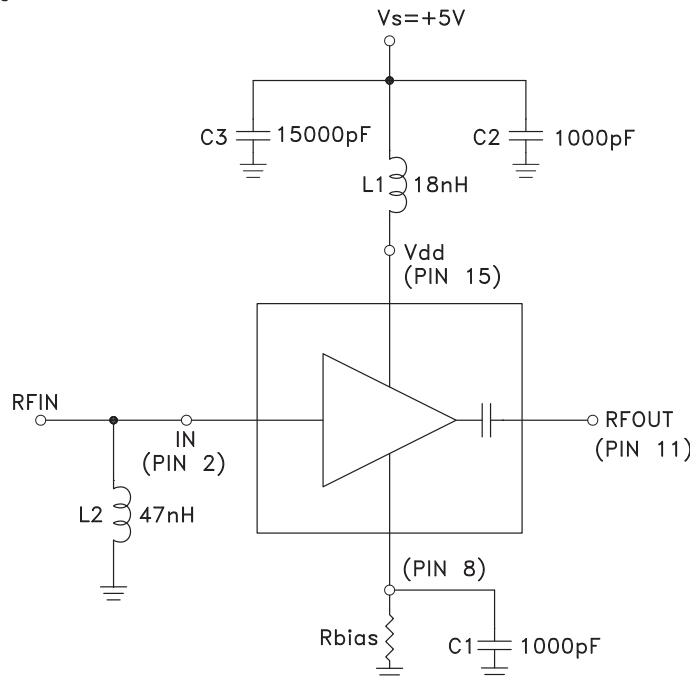 Vs=+5V
C3
15000pF
C2
1000pF
L1
18nH
Vdd
(PIN 15)
RFIN
IN
(PIN 2)
RFOUT
(PIN 11)
L2
47nH
(PIN 8)
Rbias
C1
1000pF